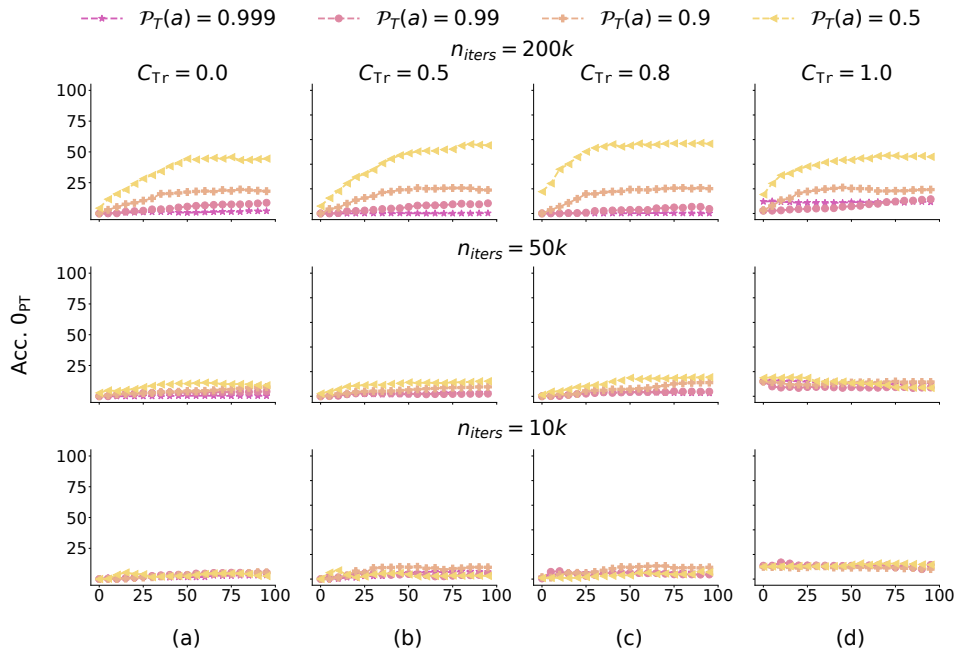 𝒫_T(a) = 0.999 𝒫_T(a) = 0.99 𝒫_T(a) = 0.9 𝒫_T(a) = 0.5
n_iters = 200k
C_Tr = 0.0 C_Tr = 0.5 C_Tr = 0.8 C_Tr = 1.0
100
75
50
25
n_iters = 50k
100
75
50
25
Acc. 0_PT
n_iters = 10k
100
75
50
25
0 25 50 75 100 0 25 50 75 100 0 25 50 75 100 0 25 50 75 100
(a) (b) (c) (d)